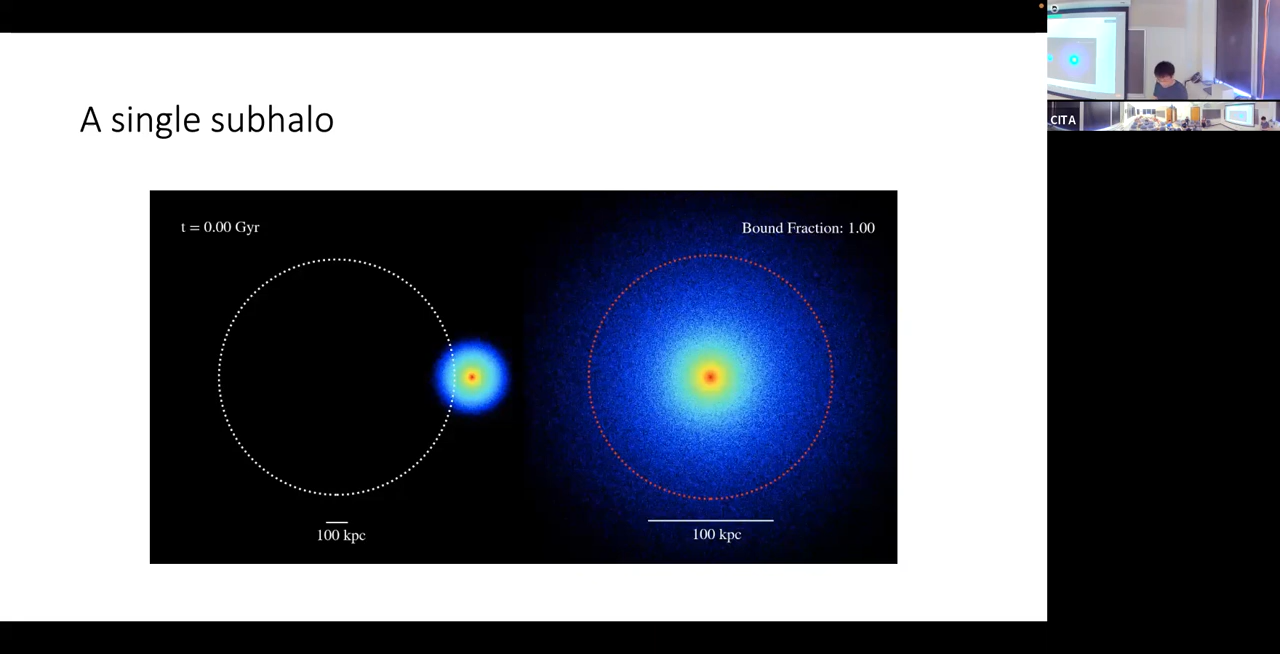 A single subhalo
t = 0.00 Gyr
Bound Fraction: 1.00
100 kpc
100 kpc
CITA